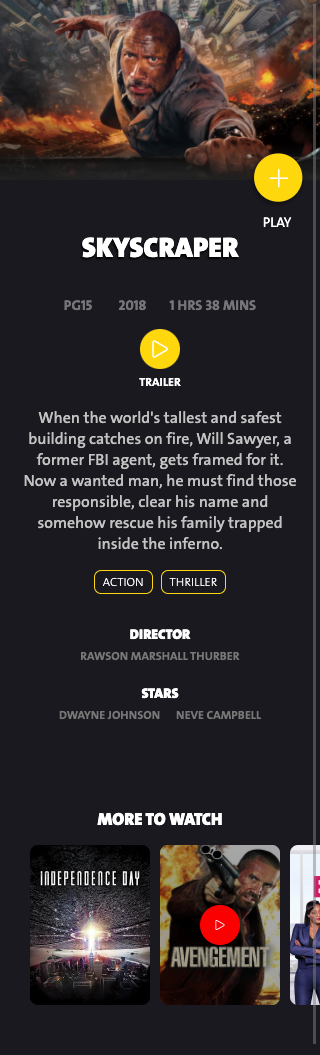 PLAY
SKYSCRAPER
PG15 2018 1 HRS 38 MINS
TRAILER
When the world's tallest and safest
building catches on fire, Will Sawyer, a
former FBI agent, gets framed for it.
Now a wanted man, he must find those
responsible, clear his name and
somehow rescue his family trapped
inside the inferno.
ACTION THRILLER
DIRECTOR
RAWSON MARSHALL THURBER
STARS
DWAYNE JOHNSON NEVE CAMPBELL
MORE TO WATCH
INDEPENDENCE DAY
AVENGEMENT